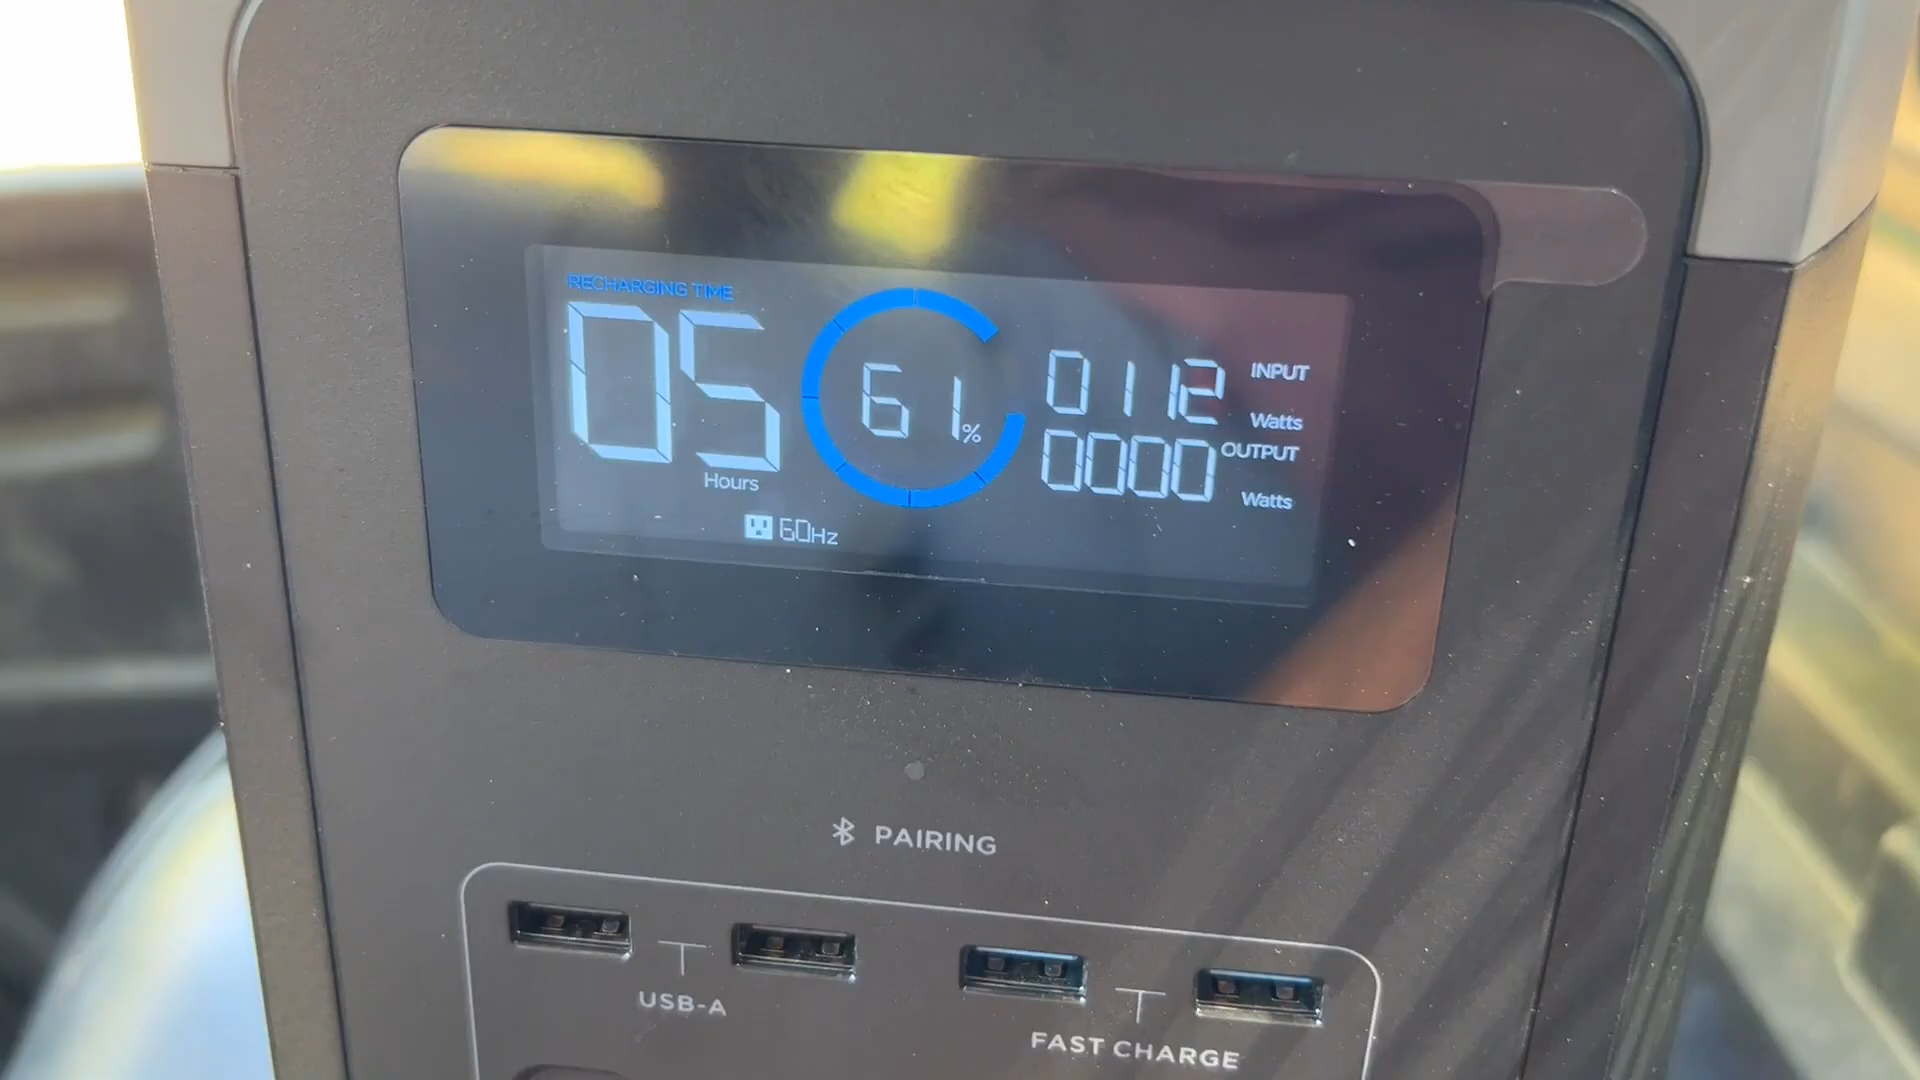 RECHARGING TIME
05
Hours
61%
0112 INPUT
Watts
0000 OUTPUT
Watts
60Hz
PAIRING
USB-A
FAST CHARGE